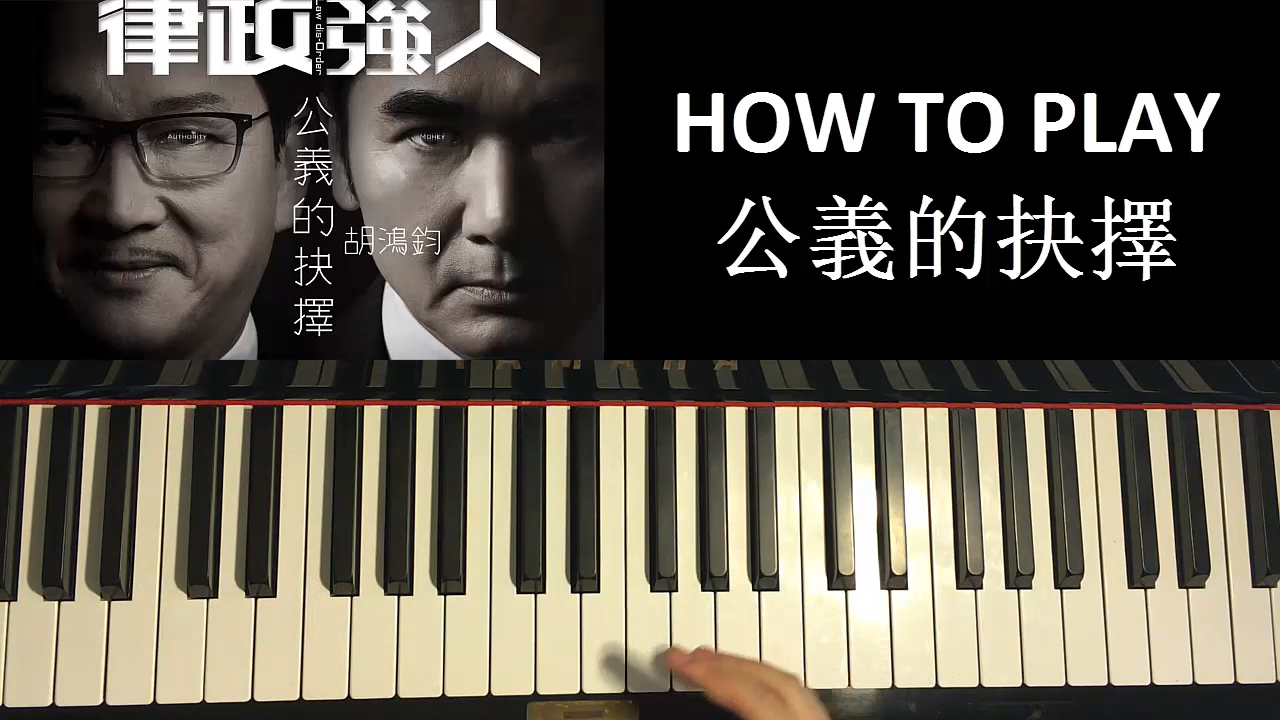 律政強人
Law dis-Order
AUTHORITY
MONEY
公義的抉擇
胡鴻鈞
HOW TO PLAY
公義的抉擇
YAMAHA